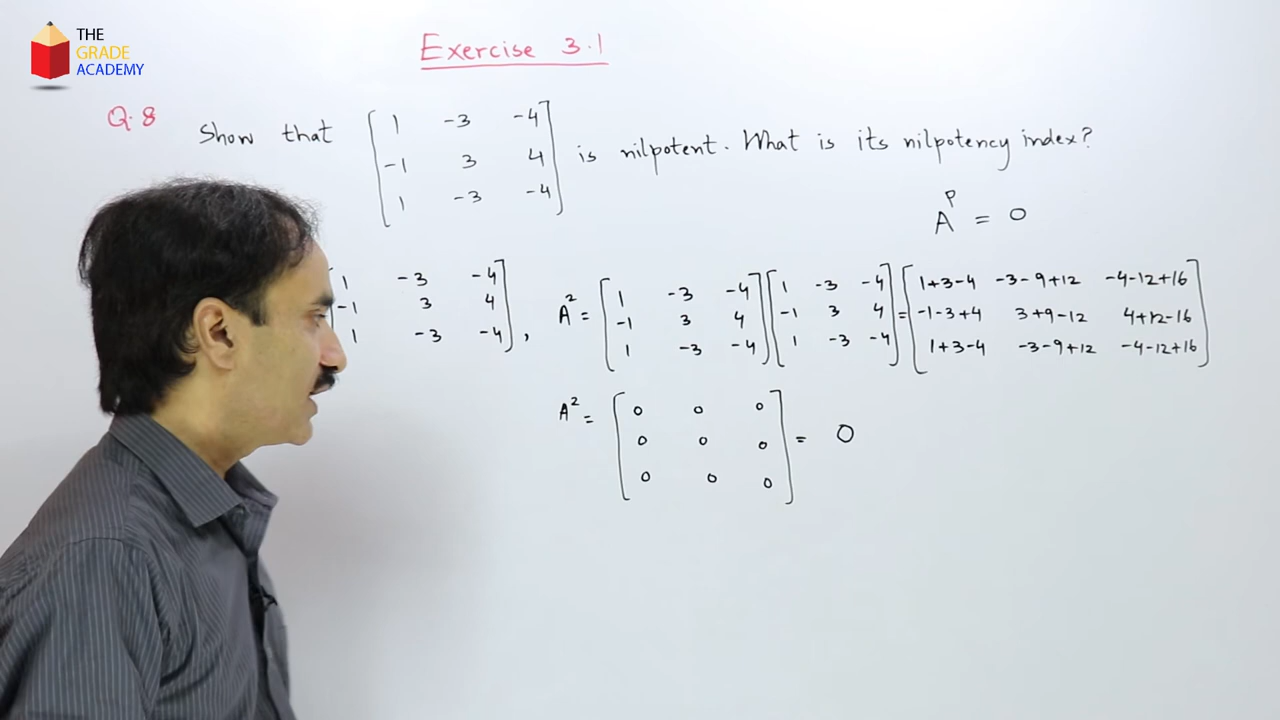 THE
GRADE
ACADEMY
Exercise 3.1
Q.8 Show that [1 -3 -4
-1 3 4
1 -3 -4] is nilpotent. What is its nilpotency index?
A^p = 0
1 -3 -4
-1 3 4
1 -3 -4],
A^2 = [1 -3 -4
-1 3 4
1 -3 -4] [1 -3 -4
-1 3 4
1 -3 -4] = [1+3-4 -3-9+12 -4-12+16
-1-3+4 3+9-12 4+12-16
1+3-4 -3-9+12 -4-12+16]
A^2 = [0 0 0
0 0 0
0 0 0] = 0